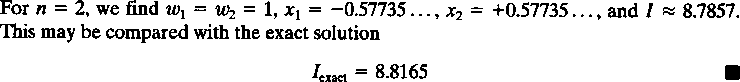 For n = 2, we find w₁ = w₂ = 1, x₁ = −0.57735 ..., x₂ = +0.57735 ..., and I ≈ 8.7857.
This may be compared with the exact solution
I_exact = 8.8165 ■